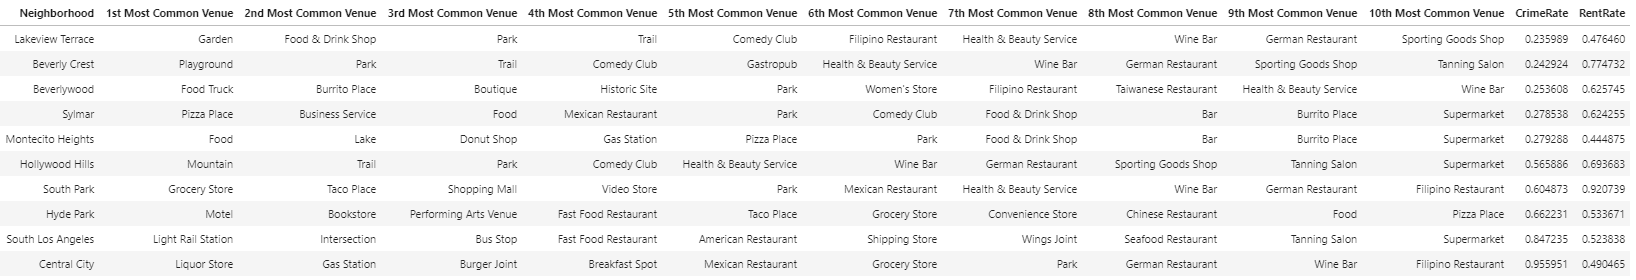 Neighborhood 1st Most Common Venue 2nd Most Common Venue 3rd Most Common Venue 4th Most Common Venue 5th Most Common Venue 6th Most Common Venue 7th Most Common Venue 8th Most Common Venue 9th Most Common Venue 10th Most Common Venue CrimeRate RentRate
Lakeview Terrace Garden Food & Drink Shop Park Trail Comedy Club Filipino Restaurant Health & Beauty Service Wine Bar German Restaurant Sporting Goods Shop 0.235989 0.476460
Beverly Crest Playground Park Trail Comedy Club Gastropub Health & Beauty Service Wine Bar German Restaurant Sporting Goods Shop Tanning Salon 0.242924 0.774732
Beverlywood Food Truck Burrito Place Boutique Historic Site Park Women's Store Filipino Restaurant Taiwanese Restaurant Health & Beauty Service Wine Bar 0.253608 0.625745
Sylmar Pizza Place Business Service Food Mexican Restaurant Park Comedy Club Food & Drink Shop Bar Burrito Place Supermarket 0.278538 0.624255
Montecito Heights Food Lake Donut Shop Gas Station Pizza Place Park Food & Drink Shop Bar Burrito Place Supermarket 0.279288 0.444875
Hollywood Hills Mountain Trail Park Comedy Club Health & Beauty Service Wine Bar German Restaurant Sporting Goods Shop Tanning Salon Supermarket 0.565886 0.693683
South Park Grocery Store Taco Place Shopping Mall Video Store Park Mexican Restaurant Health & Beauty Service Wine Bar German Restaurant Filipino Restaurant 0.604873 0.920739
Hyde Park Motel Bookstore Performing Arts Venue Fast Food Restaurant Taco Place Grocery Store Convenience Store Chinese Restaurant Food Pizza Place 0.662231 0.533671
South Los Angeles Light Rail Station Intersection Bus Stop Fast Food Restaurant American Restaurant Shipping Store Wings Joint Seafood Restaurant Tanning Salon Supermarket 0.847235 0.523838
Central City Liquor Store Gas Station Burger Joint Breakfast Spot Mexican Restaurant Grocery Store Park German Restaurant Wine Bar Filipino Restaurant 0.955951 0.490465